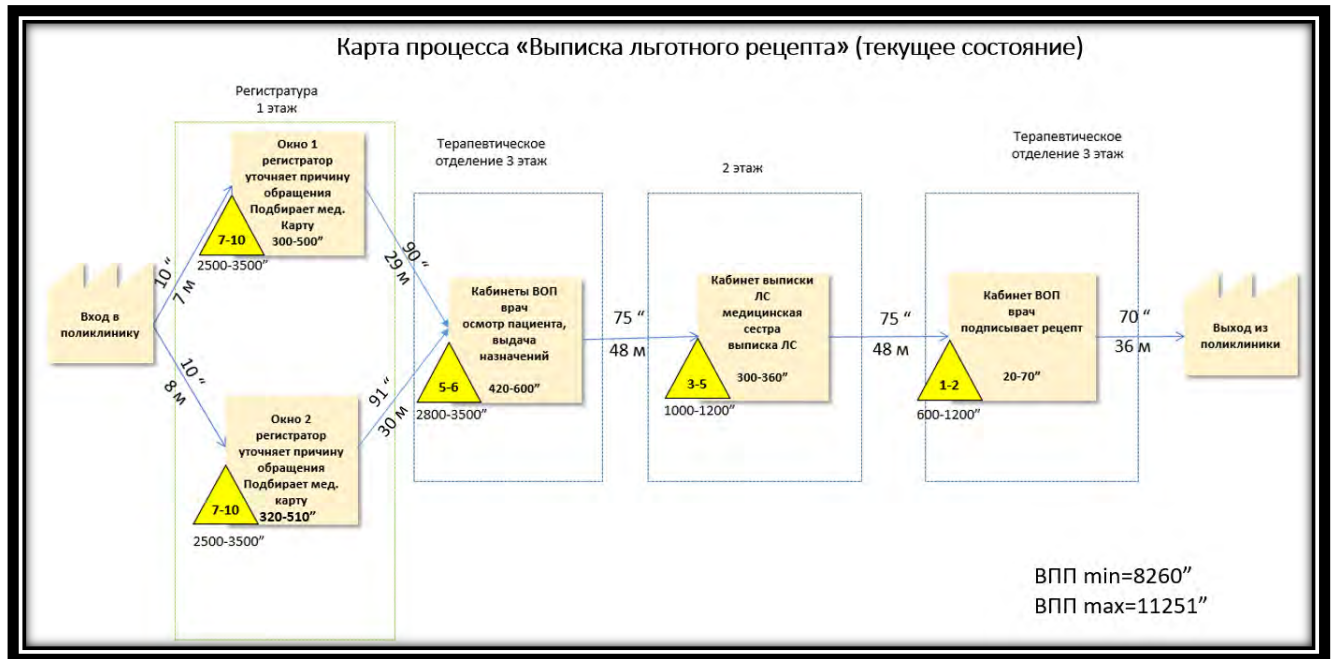 Карта процесса «Выписка льготного рецепта» (текущее состояние)
Регистратура
1 этаж
Окно 1
регистратор
уточняет причину
обращения
Подбирает мед.
Карту
300-500”
7-10
2500-3500”
10 “
7 м
90 “
29 м
Вход в
поликлинику
10 “
8 м
91 “
30 м
Окно 2
регистратор
уточняет причину
обращения
Подбирает мед.
карту
320-510”
7-10
2500-3500”
Терапевтическое
отделение 3 этаж
Кабинеты ВОП
врач
осмотр пациента,
выдача
назначений
420-600”
5-6
2800-3500”
75 “
48 м
2 этаж
Кабинет выписки
ЛС
медицинская
сестра
выписка ЛС
300-360”
3-5
1000-1200”
75 “
48 м
Терапевтическое
отделение 3 этаж
Кабинет ВОП
врач
подписывает рецепт
20-70”
1-2
600-1200”
70 “
36 м
Выход из
поликлиники
ВПП min=8260”
ВПП max=11251”